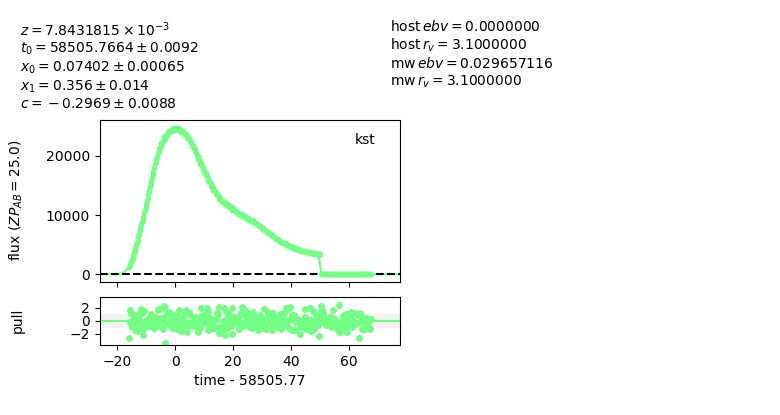 z = 7.8431815 × 10⁻³
t₀ = 58505.7664 ± 0.0092
x₀ = 0.07402 ± 0.00065
x₁ = 0.356 ± 0.014
c = −0.2969 ± 0.0088
host ebv = 0.0000000
host r_v = 3.1000000
mw ebv = 0.029657116
mw r_v = 3.1000000
kst
flux (ZP_AB = 25.0)
20000
10000
0
pull
2
0
−2
−20 0 20 40 60
time - 58505.77